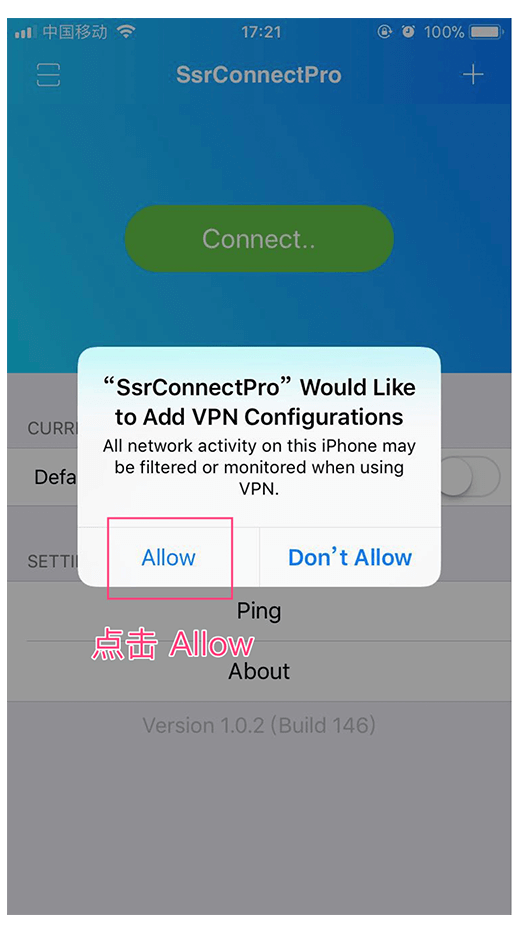 中国移动 17:21 100%
SsrConnectPro
Connect..
“SsrConnectPro” Would Like
to Add VPN Configurations
All network activity on this iPhone may
be filtered or monitored when using
VPN.
CURR
Defa
Allow Don’t Allow
SETTI
Ping
点击 Allow
About
Version 1.0.2 (Build 146)